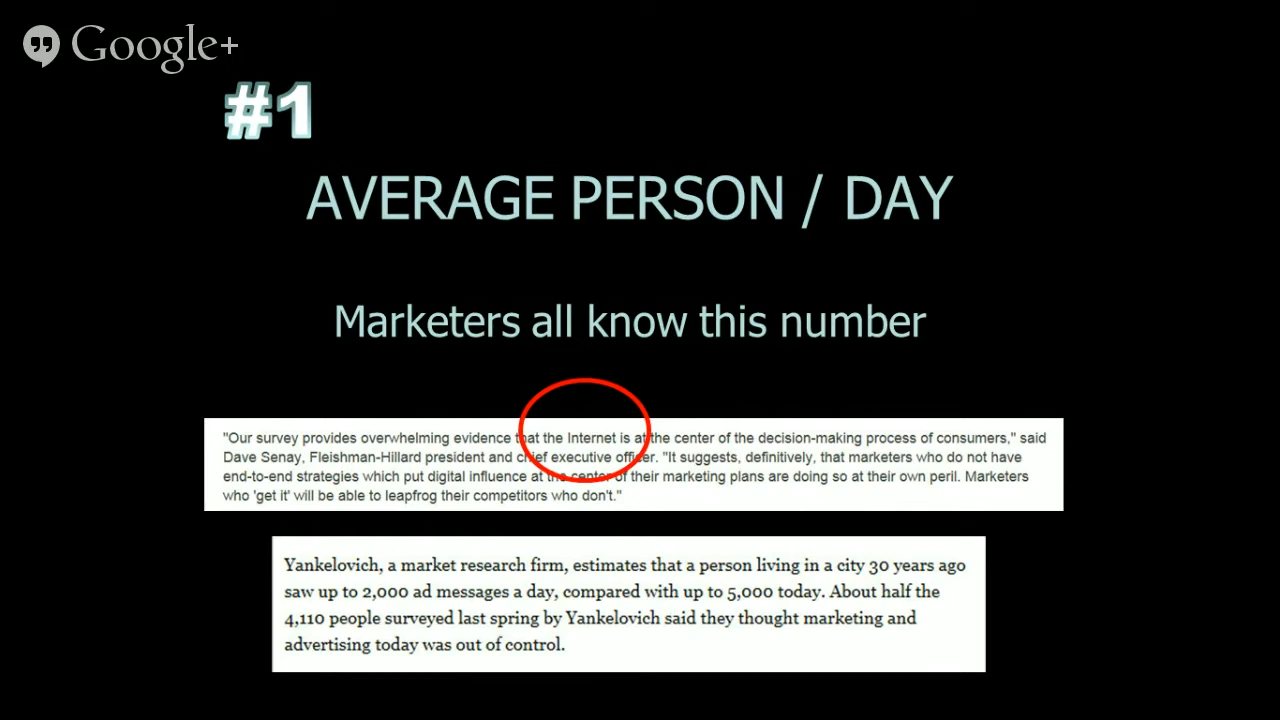 Google+
#1
AVERAGE PERSON / DAY
Marketers all know this number
"Our survey provides overwhelming evidence that the Internet is at the center of the decision-making process of consumers," said
Dave Senay, Fleishman-Hillard president and chief executive officer. "It suggests, definitively, that marketers who do not have
end-to-end strategies which put digital influence at the center of their marketing plans are doing so at their own peril. Marketers
who 'get it' will be able to leapfrog their competitors who don't."
Yankelovich, a market research firm, estimates that a person living in a city 30 years ago
saw up to 2,000 ad messages a day, compared with up to 5,000 today. About half the
4,110 people surveyed last spring by Yankelovich said they thought marketing and
advertising today was out of control.